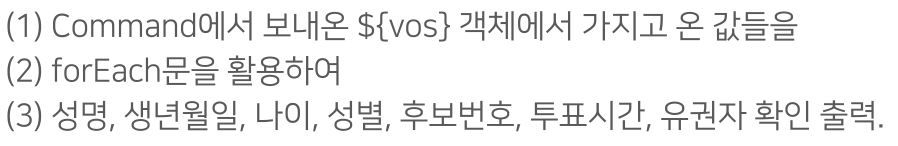 (1) Command에서 보내온 ${vos} 객체에서 가지고 온 값들을
(2) forEach문을 활용하여
(3) 성명, 생년월일, 나이, 성별, 후보번호, 투표시간, 유권자 확인 출력.